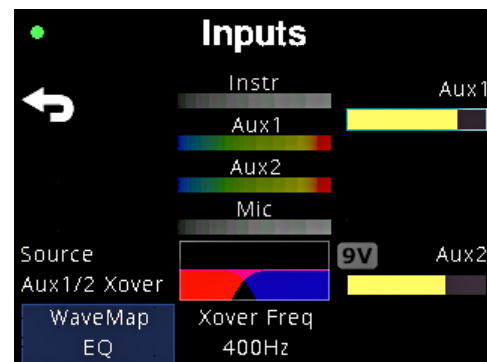 Inputs
Instr
Aux1
Aux1
Aux2
Mic
Source
9V
Aux2
Aux1/2 Xover
WaveMap
Xover Freq
EQ
400Hz